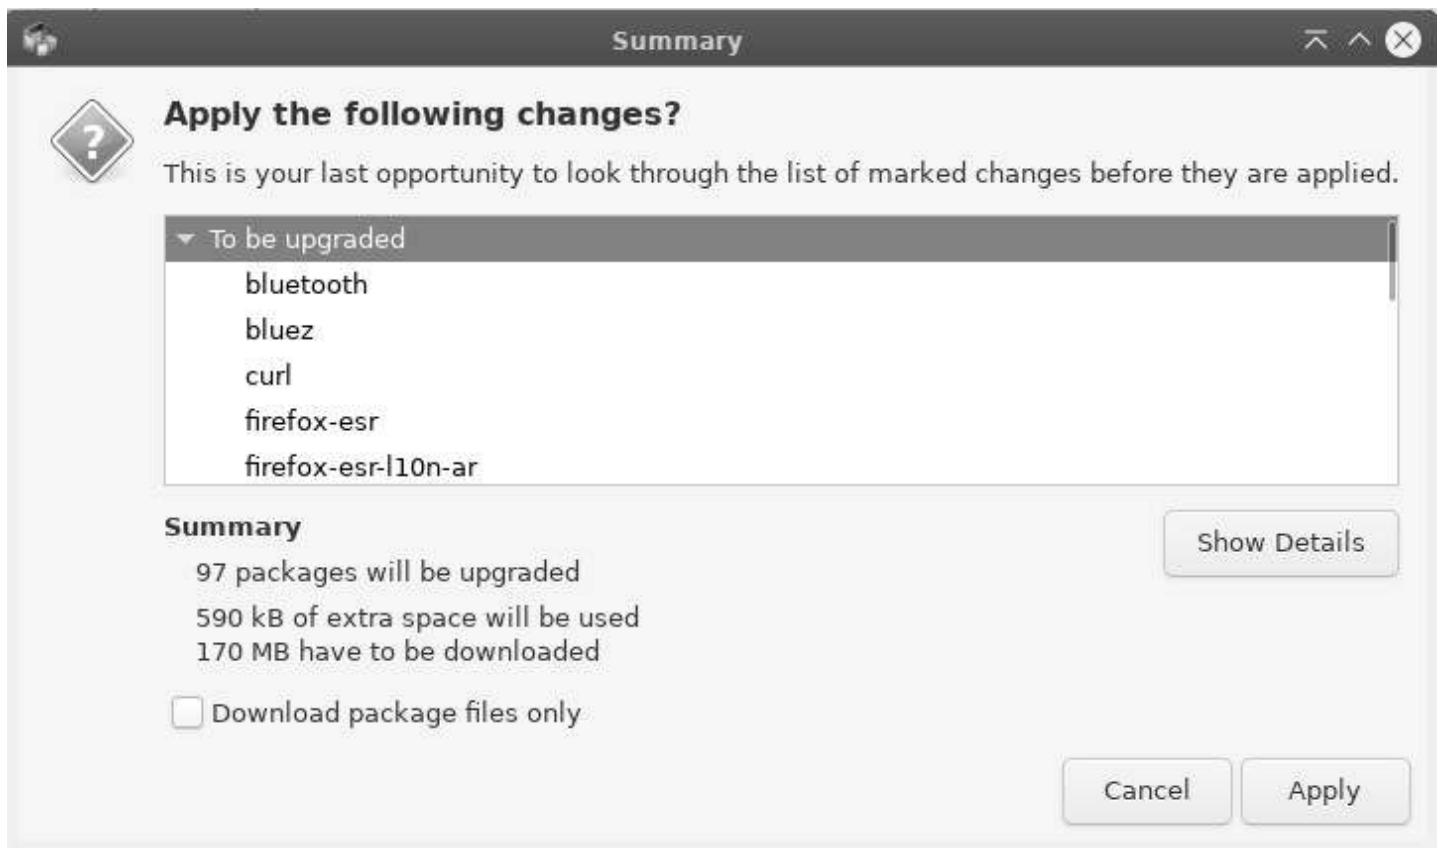 Summary
Apply the following changes?
This is your last opportunity to look through the list of marked changes before they are applied.
To be upgraded
bluetooth
bluez
curl
firefox-esr
firefox-esr-l10n-ar
Summary
Show Details
97 packages will be upgraded
590 kB of extra space will be used
170 MB have to be downloaded
Download package files only
Cancel
Apply